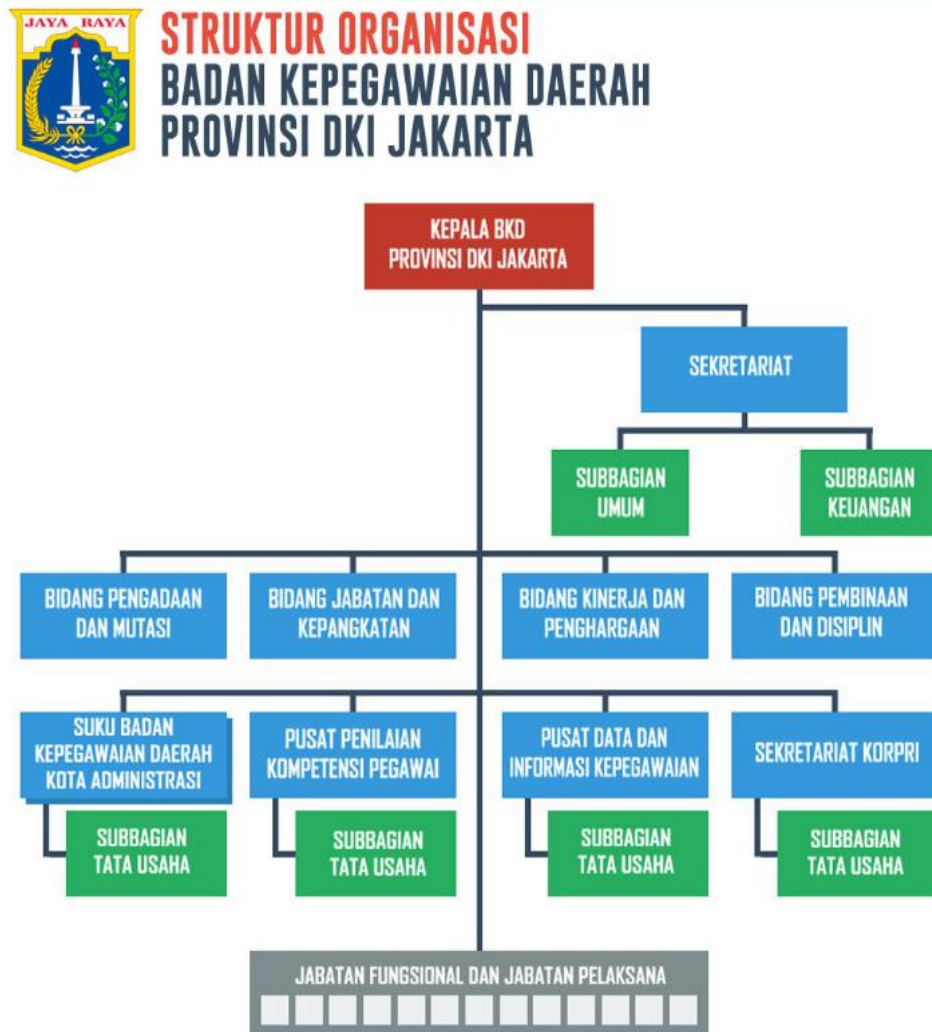 JAYA RAYA
STRUKTUR ORGANISASI
BADAN KEPEGAWAIAN DAERAH
PROVINSI DKI JAKARTA
KEPALA BKD
PROVINSI DKI JAKARTA
SEKRETARIAT
SUBBAGIAN
UMUM
SUBBAGIAN
KEUANGAN
BIDANG PENGADAAN
DAN MUTASI
BIDANG JABATAN DAN
KEPANGKATAN
BIDANG KINERJA DAN
PENGHARGAAN
BIDANG PEMBINAAN
DAN DISIPLIN
SUKU BADAN
KEPEGAWAIAN DAERAH
KOTA ADMINISTRASI
PUSAT PENILAIAN
KOMPETENSI PEGAWAI
PUSAT DATA DAN
INFORMASI KEPEGAWAIAN
SEKRETARIAT KORPRI
SUBBAGIAN
TATA USAHA
SUBBAGIAN
TATA USAHA
SUBBAGIAN
TATA USAHA
SUBBAGIAN
TATA USAHA
JABATAN FUNGSIONAL DAN JABATAN PELAKSANA